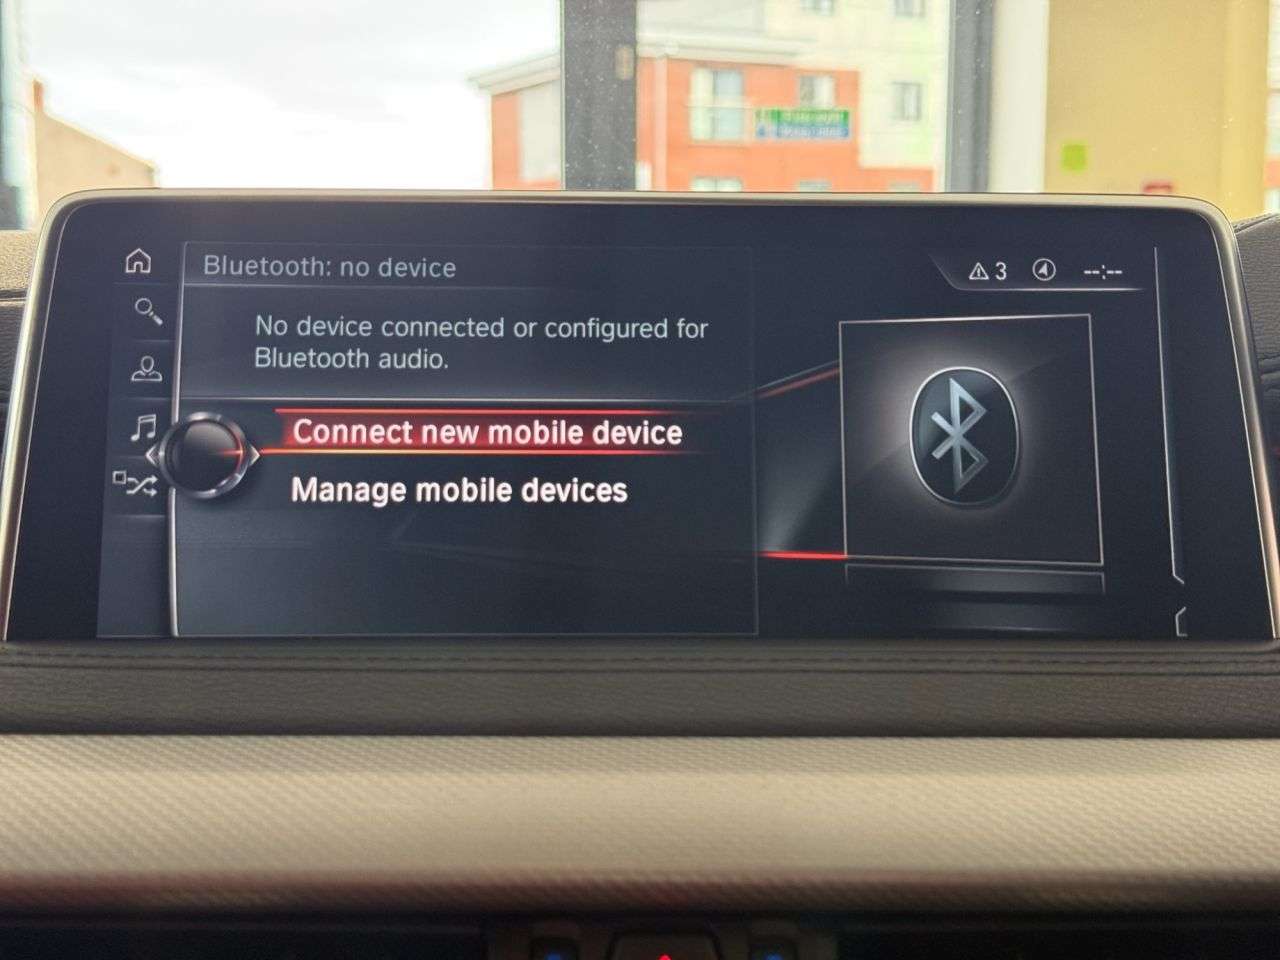 Bluetooth: no device
3
--:--
No device connected or configured for
Bluetooth audio.
Connect new mobile device
Manage mobile devices